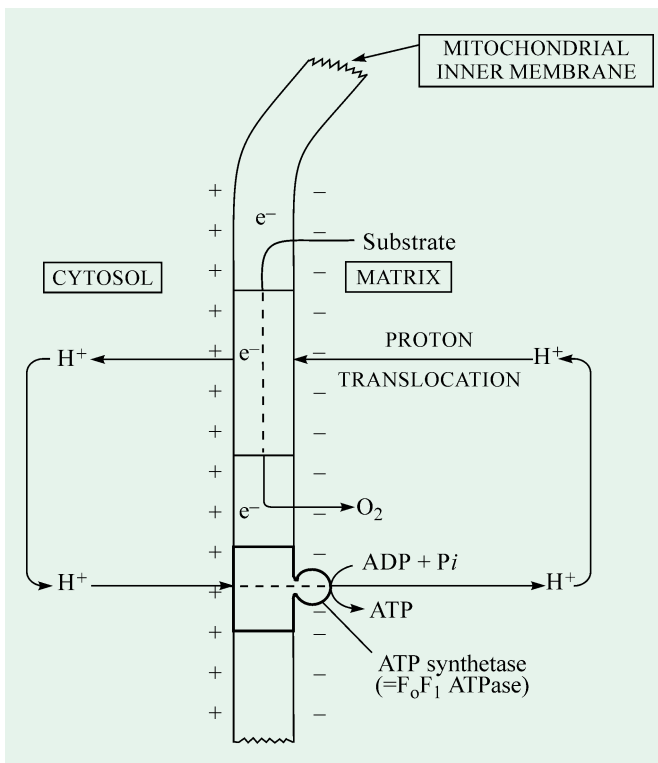 MITOCHONDRIAL
INNER MEMBRANE
+ –
e–
+ –
Substrate
+ –
CYTOSOL MATRIX
+ –
PROTON
H+ + e– – H+
TRANSLOCATION
+ –
+ –
+ –
e– O2
+ –
+ –
ADP + Pi
H+ + H+
ATP
–
+ –
ATP synthetase
+ –
(=FoF1 ATPase)
+ –